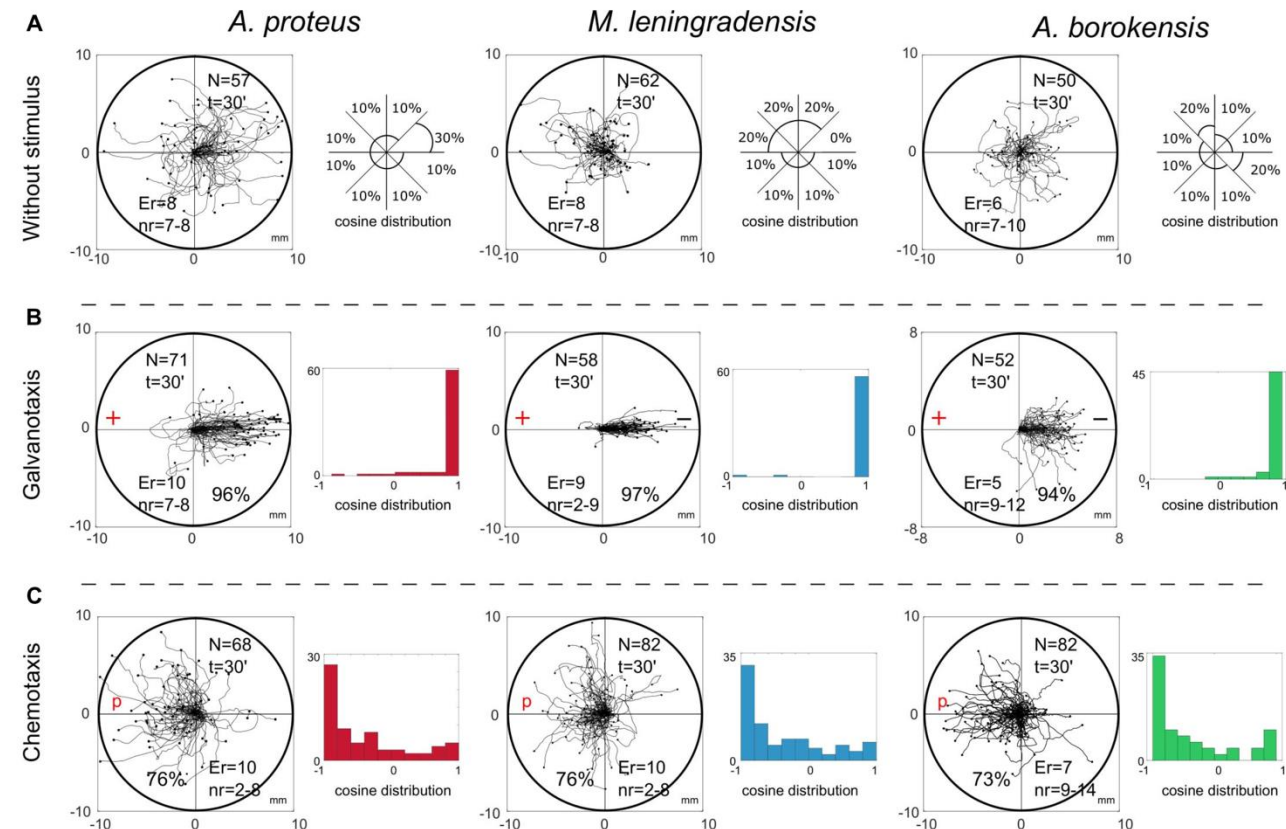 A. proteus
M. leningradensis
A. borokensis
A
Without stimulus
10
N=57
t=30'
0
Er=8
nr=7-8
mm
-10
-10
0
10
10% 10%
10% 30%
10% 10%
10% 10%
cosine distribution
10
N=62
t=30'
0
Er=8
nr=7-8
mm
-10
-10
0
10
20% 20%
20% 0%
10% 10%
10% 10%
cosine distribution
10
N=50
t=30'
0
Er=6
nr=7-10
mm
-10
-10
0
10
20% 10%
10% 10%
10% 20%
10% 10%
cosine distribution
B
Galvanotaxis
10
N=71
t=30'
+
−
0
Er=10
nr=7-8
96%
mm
-10
-10
0
10
60
0
-1
0
1
cosine distribution
10
N=58
t=30'
+
−
0
Er=9
nr=2-9
97%
mm
-10
-10
0
10
60
0
-1
0
1
cosine distribution
8
N=52
t=30'
+
−
0
Er=5
nr=9-12
94%
mm
-8
-8
0
8
45
0
-1
0
1
cosine distribution
C
Chemotaxis
10
N=68
t=30'
p
0
76%
Er=10
nr=2-8
mm
-10
-10
0
10
30
0
-1
0
1
cosine distribution
10
N=82
t=30'
p
0
76%
Er=10
nr=2-8
mm
-10
-10
0
10
35
0
-1
0
1
cosine distribution
10
N=82
t=30'
p
0
73%
Er=7
nr=9-14
mm
-10
-10
0
10
35
0
-1
0
1
cosine distribution